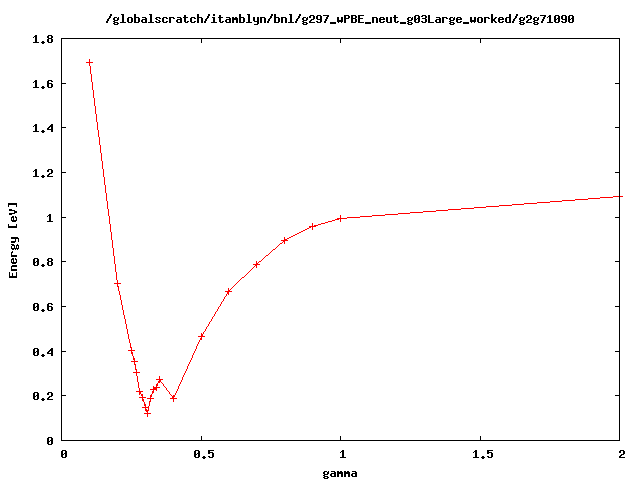 /globalscratch/itamblyn/bnl/g297_wPBE_neut_g03Large_worked/g2g71090
1.8
1.6
1.4
1.2
1
0.8
0.6
0.4
0.2
0
Energy [eV]
0 0.5 1 1.5 2
gamma